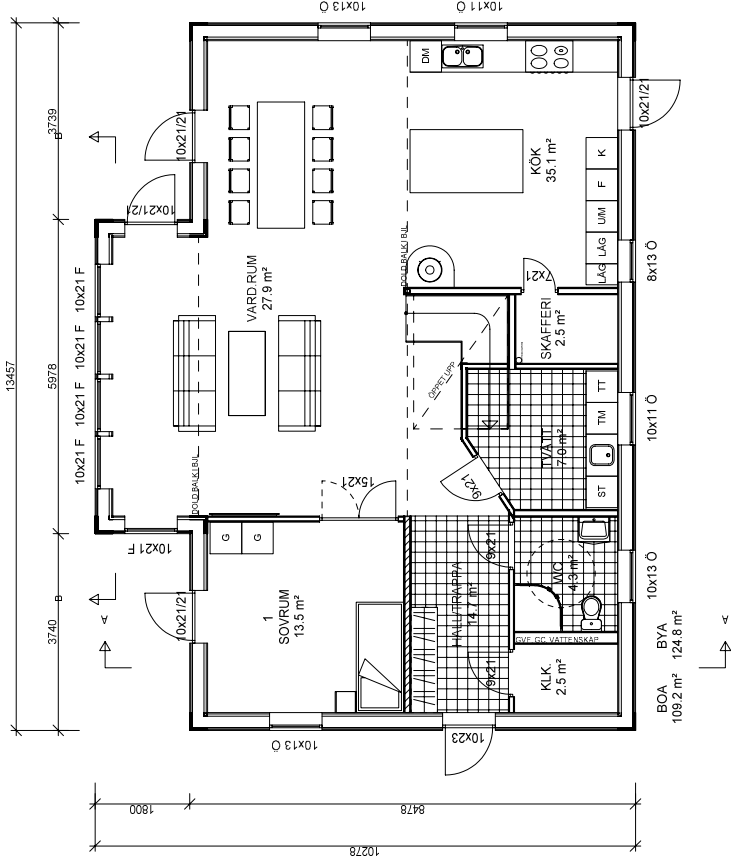 10x13 Ö
10x11 Ö
DM
3739
B
10x21/21
10x21/21
10x21/21
KÖK
35.1 m²
K
F
U/M
LÅG
LÅG
8x13 Ö
7x21
DOLD BALK I BJL
VARD.RUM
27.9 m²
10x21 F
10x21 F
10x21 F
10x21 F
13457
5978
SKAFFERI
2.5 m²
ÖPPET UPP
TT
TM
ST
10x11 Ö
TVÄTT
7.0 m²
9x21
15x21
DOLD BALK I BJL
10x21 F
G
G
9x21
WC
4.3 m²
10x13 Ö
HALL/TRAPPA
14.7 m²
1
SOVRUM
13.5 m²
3740
B
A
10x21/21
GVF, GC, VATTENSKÅP
9x21
KLK.
2.5 m²
BOA
109.2 m²
BYA
124.8 m²
A
10x13 Ö
10x23
1800
8478
10278